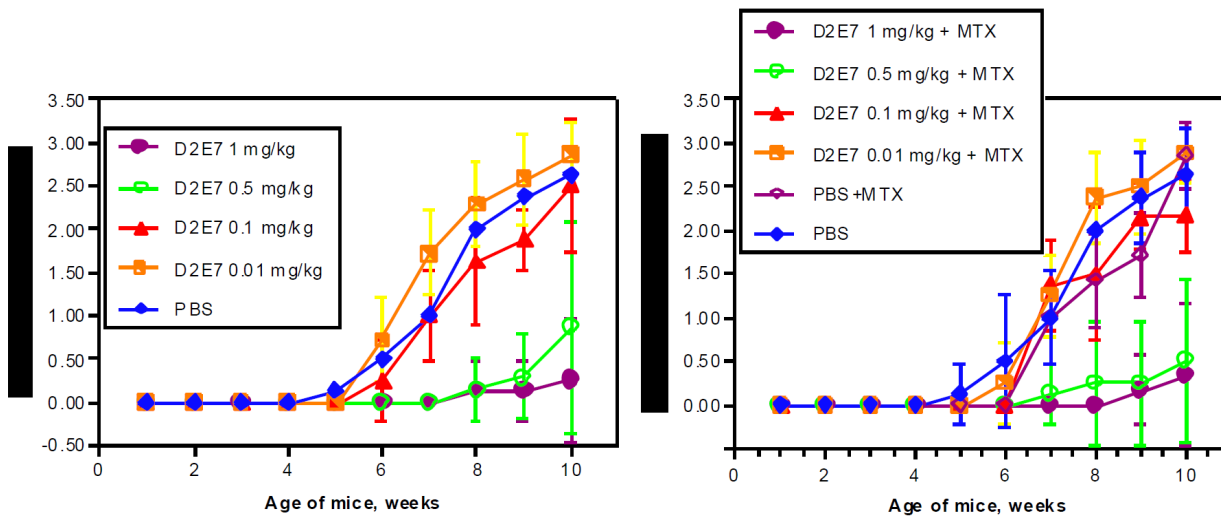 3.50
3.00
2.50
2.00
1.50
1.00
0.50
0.00
-0.50
D2E7 1 mg/kg
D2E7 0.5 mg/kg
D2E7 0.1 mg/kg
D2E7 0.01 mg/kg
PBS
0 2 4 6 8 10
Age of mice, weeks
D2E7 1 mg/kg + MTX
D2E7 0.5 mg/kg + MTX
D2E7 0.1 mg/kg + MTX
D2E7 0.01 mg/kg + MTX
PBS +MTX
PBS
3.50
3.00
2.50
2.00
1.50
1.00
0.50
0.00
0 2 4 6 8 10
Age of mice, weeks